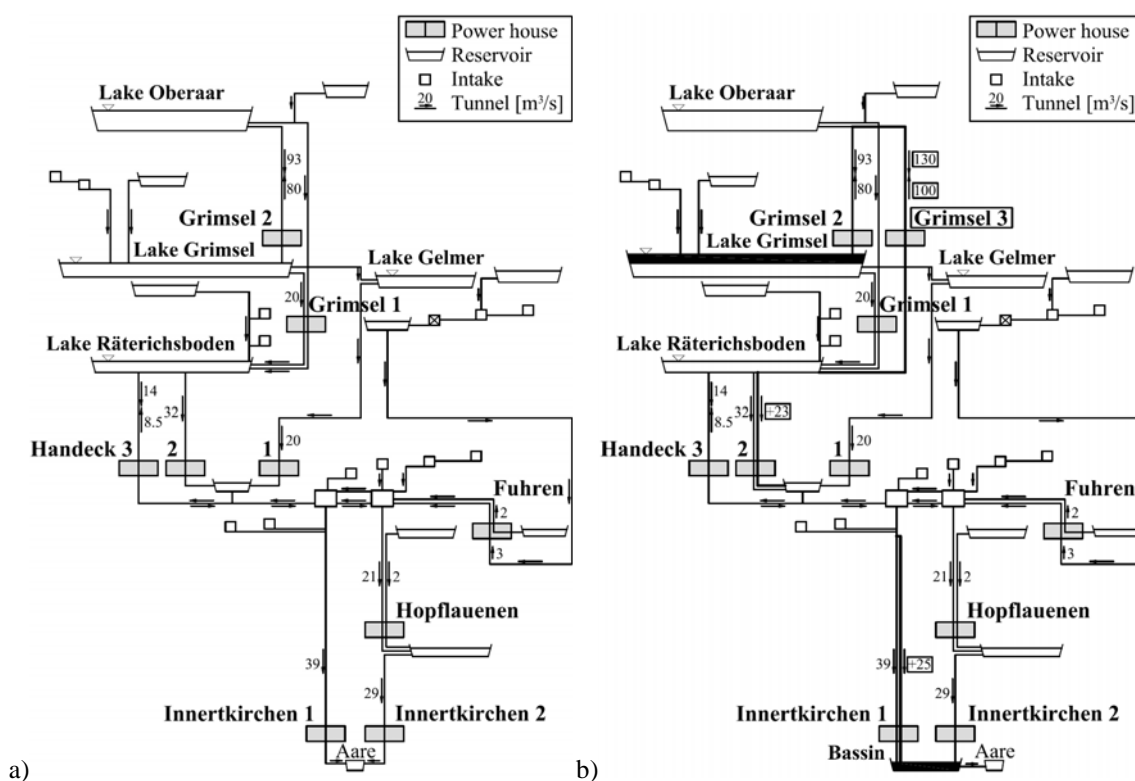 Power house
Reservoir
Intake
20 Tunnel [m³/s]
Lake Oberaar
93
80
Grimsel 2
Lake Grimsel
Lake Gelmer
20
Grimsel 1
Lake Räterichsboden
14
8.5
32
20
Handeck 3
2
1
Fuhren
2
3
21
2
Hopflauenen
39
29
Innertkirchen 1
Innertkirchen 2
Aare
a)
Power house
Reservoir
Intake
20 Tunnel [m³/s]
Lake Oberaar
93
130
80
100
Grimsel 2
Grimsel 3
Lake Grimsel
Lake Gelmer
20
Grimsel 1
Lake Räterichsboden
14
8.5
32
+23
20
Handeck 3
2
1
Fuhren
2
3
21
2
Hopflauenen
39
+25
29
Innertkirchen 1
Innertkirchen 2
Bassin
Aare
b)